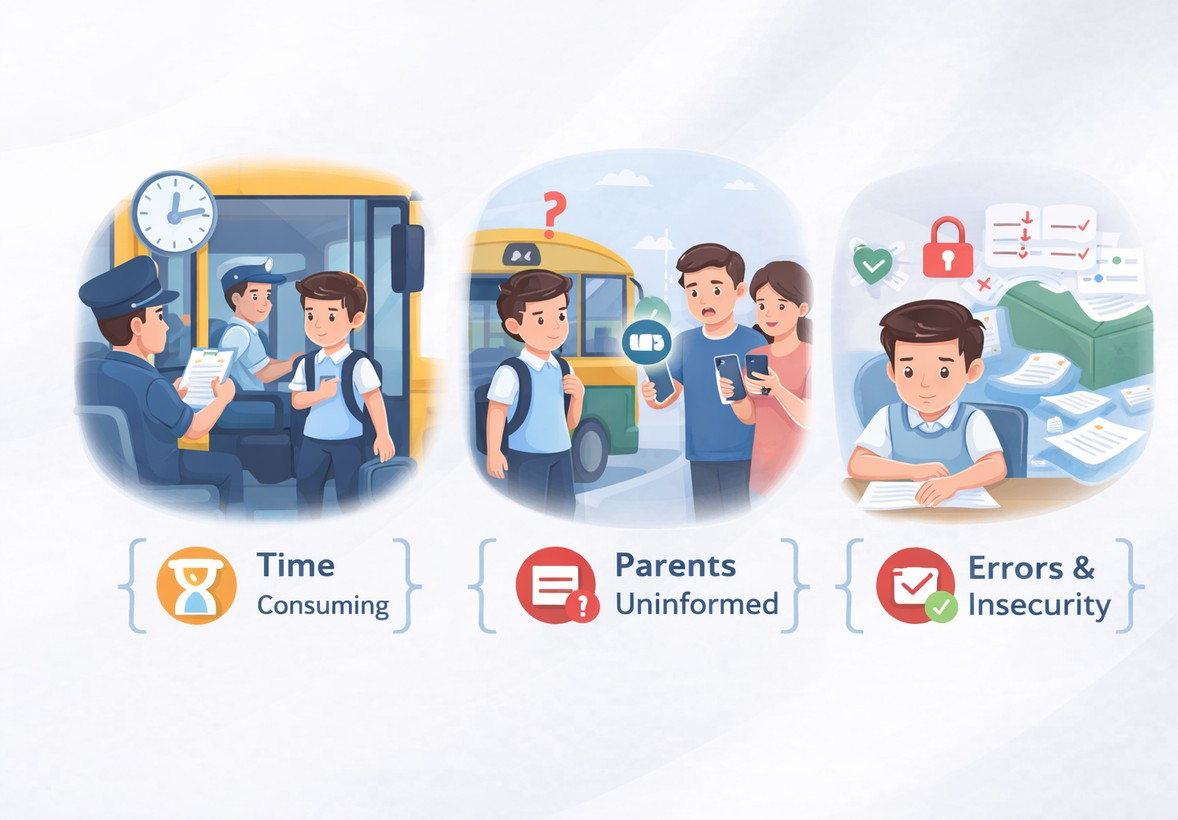 Time
Consuming
Parents
Uninformed
Errors &
Insecurity